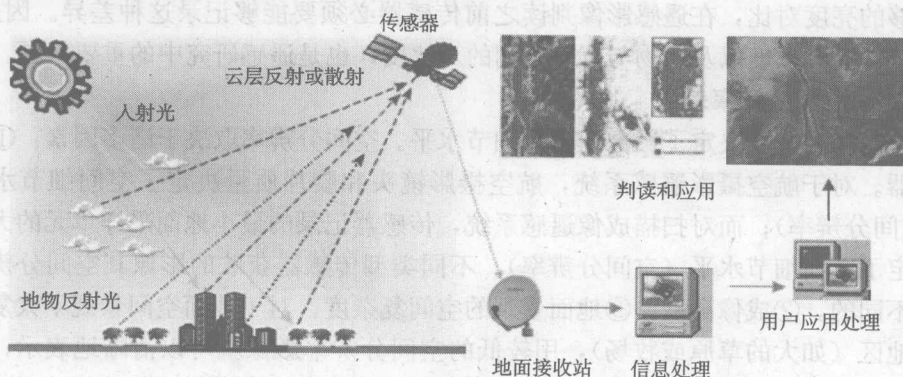 传感器
云层反射或散射
入射光
判读和应用
地物反射光
用户应用处理
地面接收站
信息处理